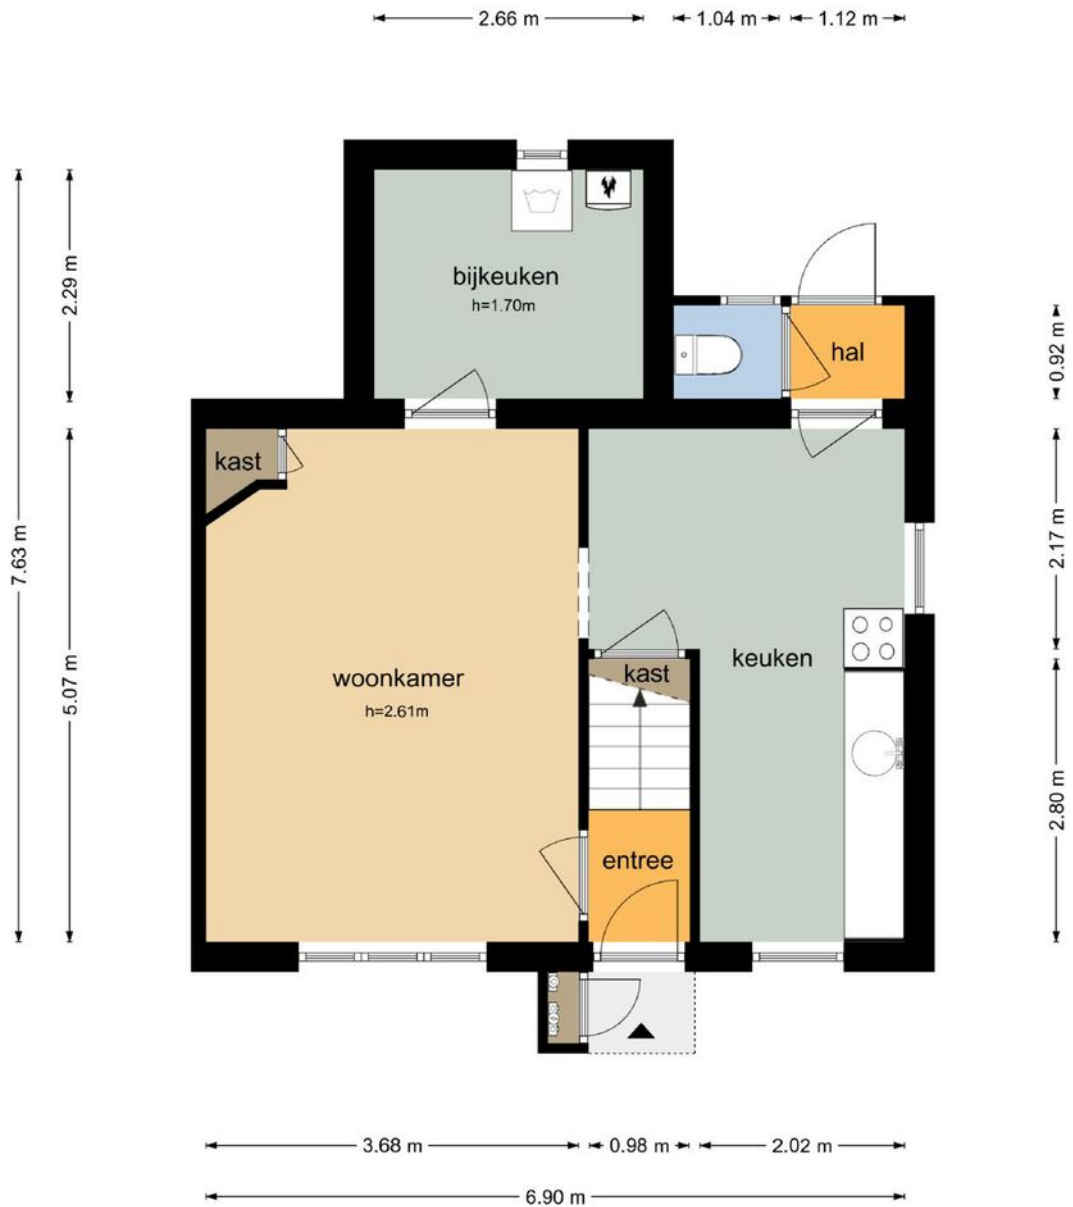 2.66 m
1.04 m
1.12 m
bijkeuken
h=1.70m
2.29 m
0.92 m
hal
kast
7.63 m
2.17 m
5.07 m
woonkamer
h=2.61m
keuken
kast
2.80 m
entree
3.68 m
0.98 m
2.02 m
6.90 m